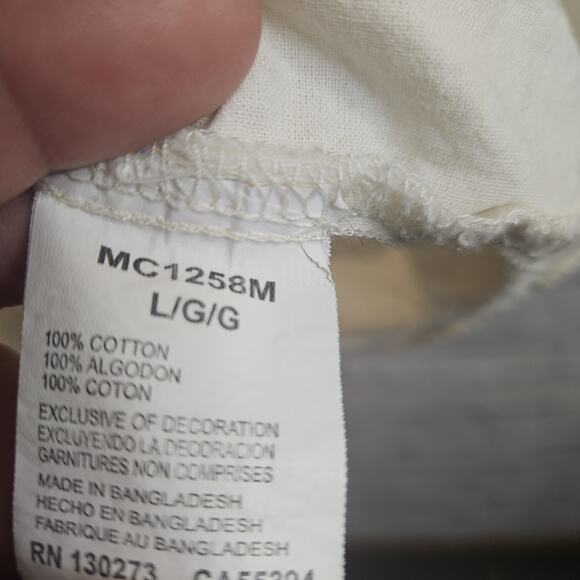 MC1258M
L/G/G
100% COTTON
100% ALGODON
100% COTON
EXCLUSIVE OF DECORATION
EXCLUYENDO LA DECORACION
GARNITURES NON COMPRISES
MADE IN BANGLADESH
HECHO EN BANGLADESH
FABRIQUE AU BANGLADESH
RN 130273 CA55204